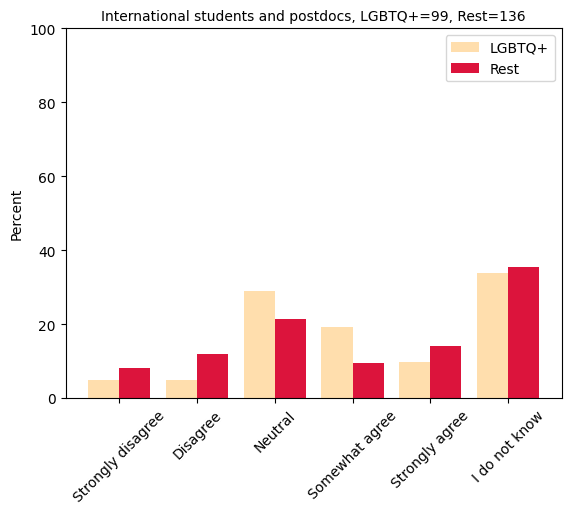 International students and postdocs, LGBTQ+=99, Rest=136
LGBTQ+
Rest
Percent
100
80
60
40
20
0
Strongly disagree
Disagree
Neutral
Somewhat agree
Strongly agree
I do not know